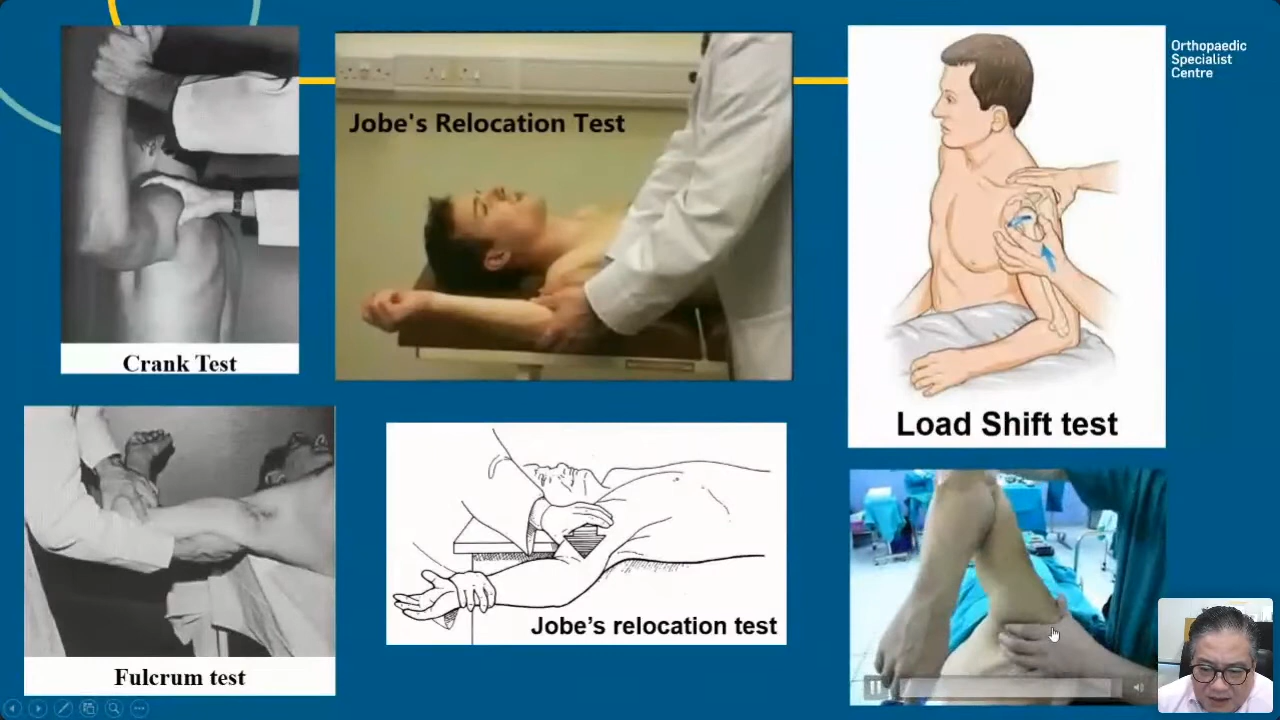 Orthopaedic
Specialist
Centre
Jobe's Relocation Test
Crank Test
Load Shift test
Fulcrum test
Jobe’s relocation test